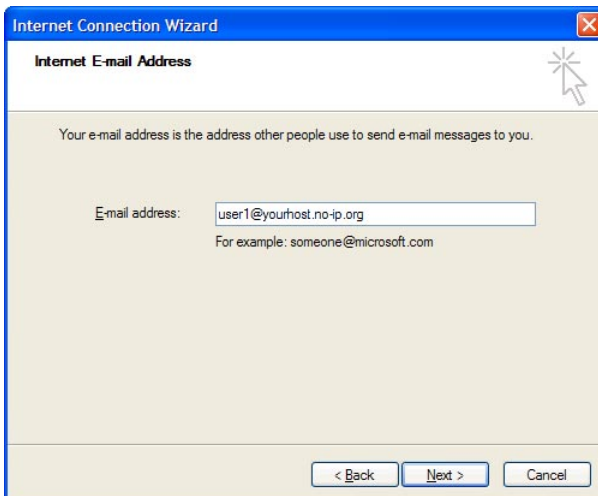 Internet Connection Wizard
Internet E-mail Address
Your e-mail address is the address other people use to send e-mail messages to you.
E-mail address: user1@yourhost.no-ip.org
For example: someone@microsoft.com
< Back Next > Cancel